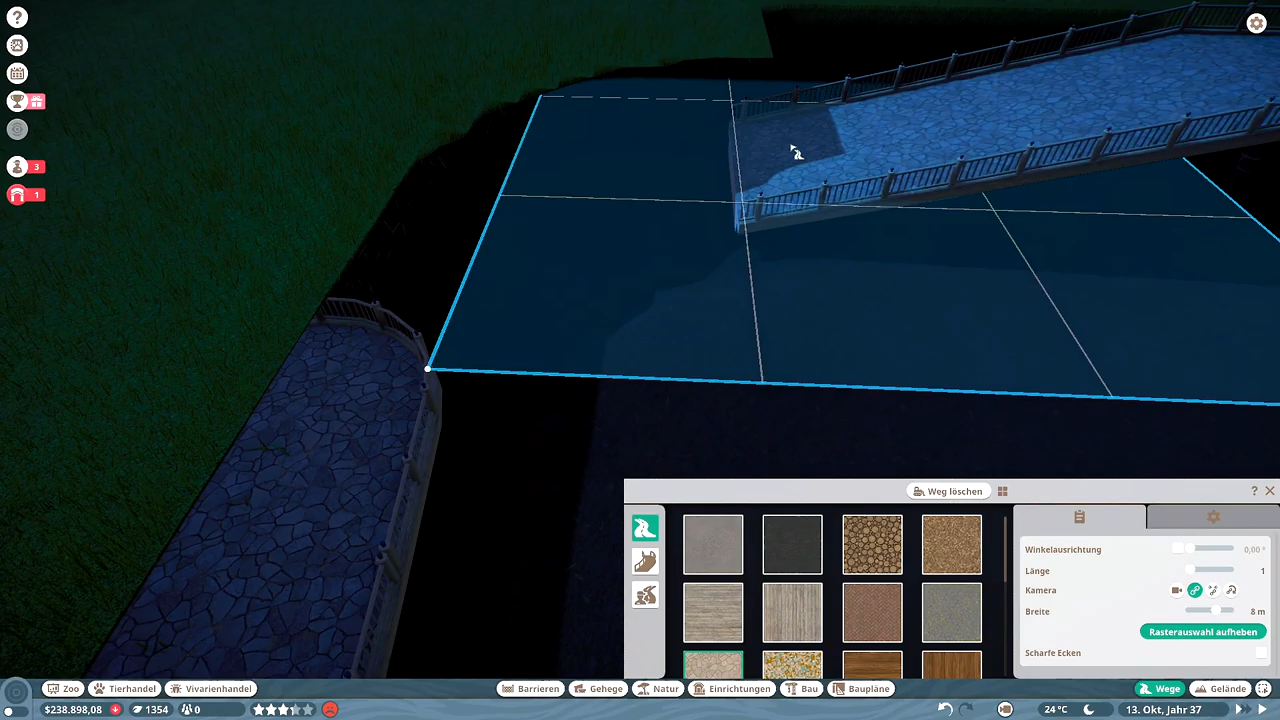 ?
3
1
Weg löschen
?
Winkelausrichtung 0,00 °
Länge 1
Kamera
Breite 8 m
Rasterauswahl aufheben
Scharfe Ecken
Zoo Tierhandel Vivarienhandel Barrieren Gehege Natur Einrichtungen Bau Baupläne Wege Gelände
$238.898,08 1354 0 24 °C 13. Okt, Jahr 37